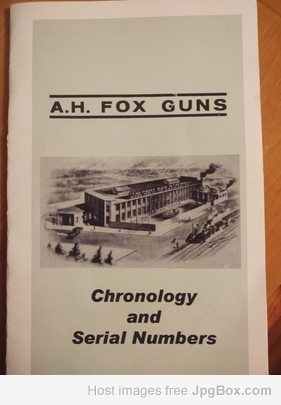 A.H. FOX GUNS
Chronology
and
Serial Numbers
Host images free JpgBox.com